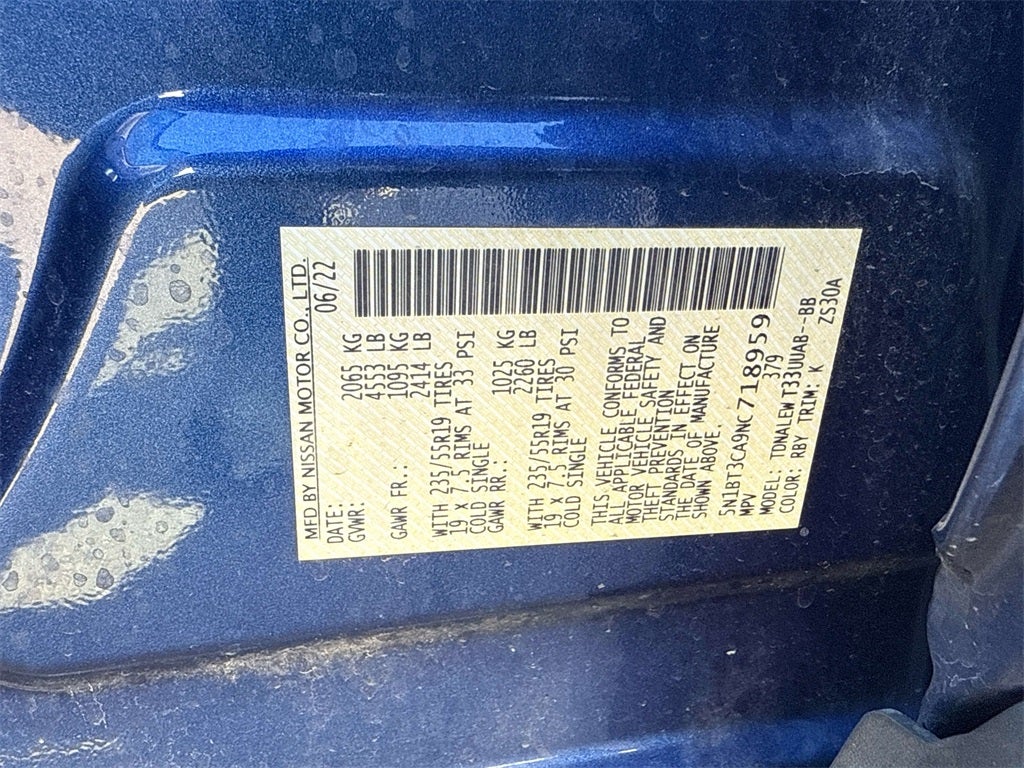 MFD BY NISSAN MOTOR CO., LTD.
DATE: 06/22
GVWR: 2065 KG
4553 LB
GAWR FR.: 1095 KG
2414 LB
WITH 235/55R19 TIRES
19 X 7.5 RIMS AT 33 PSI
COLD SINGLE
GAWR RR.: 1025 KG
2260 LB
WITH 235/55R19 TIRES
19 X 7.5 RIMS AT 30 PSI
COLD SINGLE
THIS VEHICLE CONFORMS TO
ALL APPLICABLE FEDERAL
MOTOR VEHICLE SAFETY AND
THEFT PREVENTION
STANDARDS IN EFFECT ON
THE DATE OF MANUFACTURE
SHOWN ABOVE.
5N1BT3CA9NC718959
MPV 379
MODEL: TDNALEWT33UUAB--BB
COLOR: RBY TRIM: K ZS30A